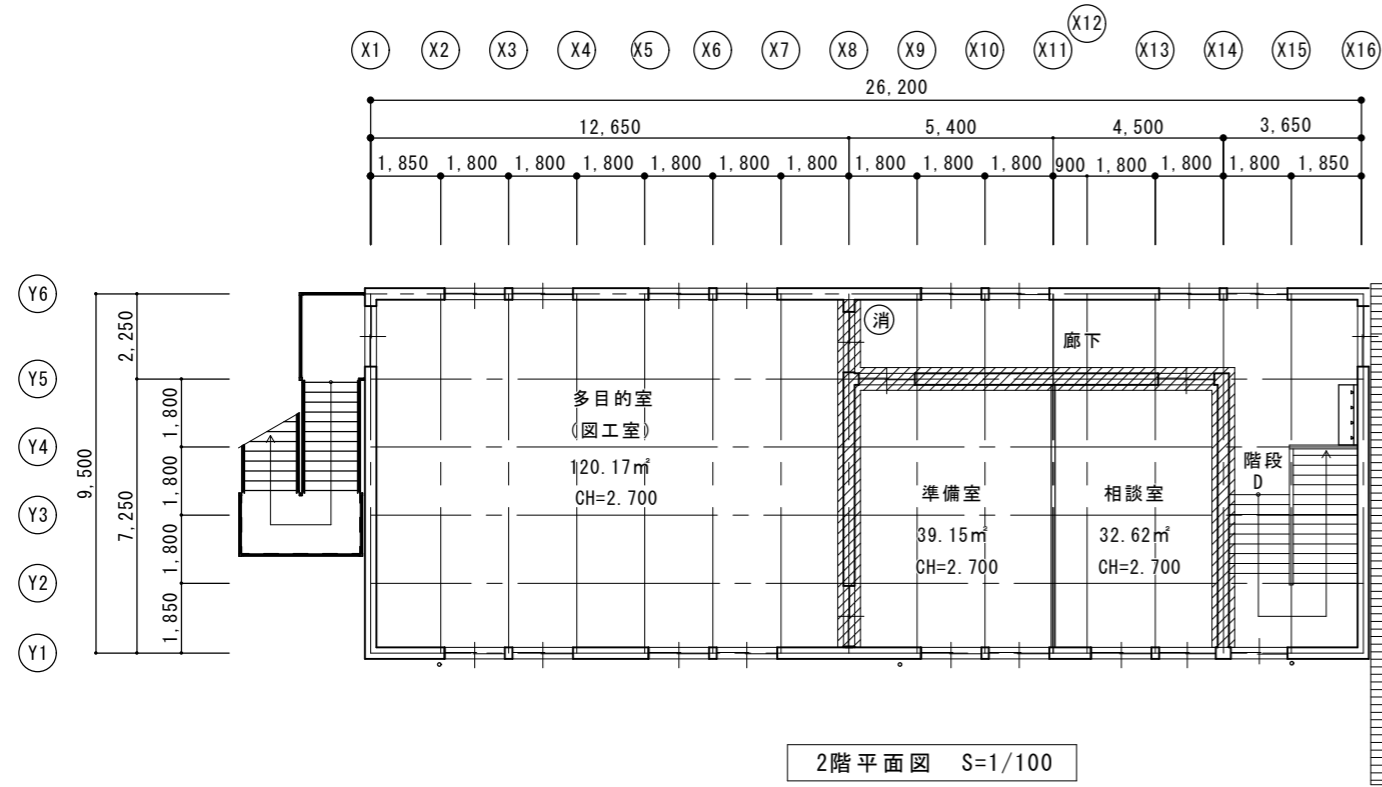 X12
X1 X2 X3 X4 X5 X6 X7 X8 X9 X10 X11 X13 X14 X15 X16
26,200
12,650 5,400 4,500 3,650
1,850 1,800 1,800 1,800 1,800 1,800 1,800 1,800 1,800 1,800 900 1,800 1,800 1,800 1,850
Y6
Y5
Y4
Y3
Y2
Y1
9,500
2,250
7,250
1,800
1,800
1,800
1,850
消
廊下
多目的室
(図工室)
120.17㎡
CH=2.700
準備室
39.15㎡
CH=2.700
相談室
32.62㎡
CH=2.700
階段
D
2階平面図 S=1/100